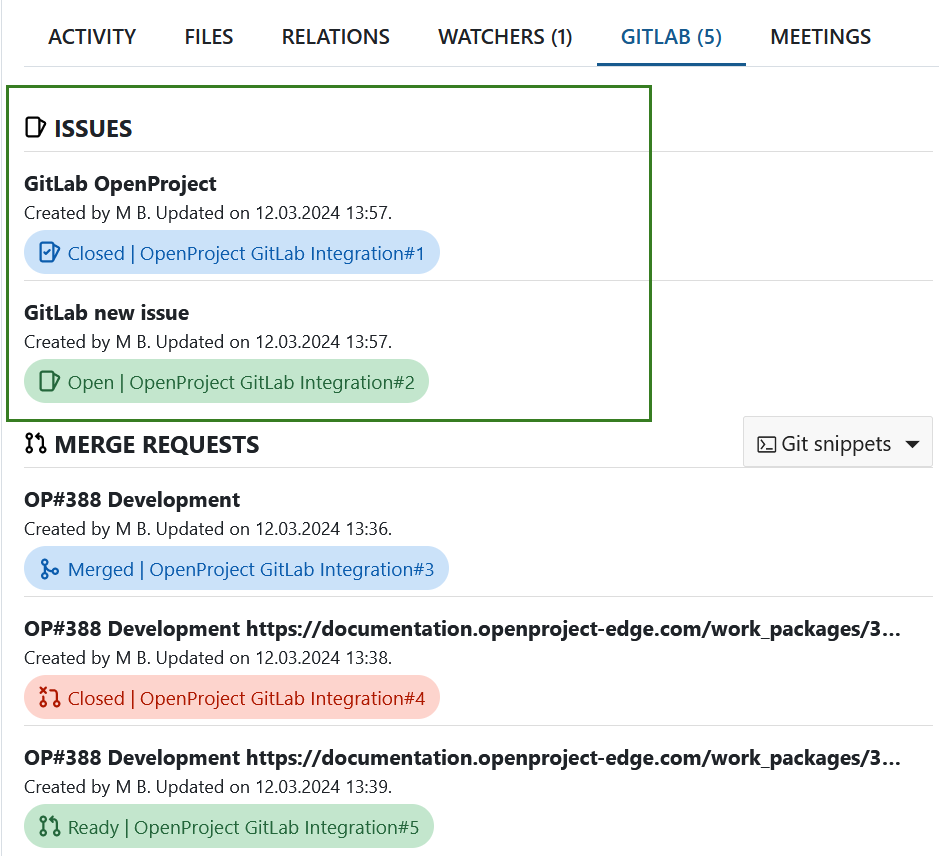 ACTIVITY FILES RELATIONS WATCHERS (1) GITLAB (5) MEETINGS
ISSUES
GitLab OpenProject
Created by M B. Updated on 12.03.2024 13:57.
Closed | OpenProject GitLab Integration#1
GitLab new issue
Created by M B. Updated on 12.03.2024 13:57.
Open | OpenProject GitLab Integration#2
MERGE REQUESTS Git snippets
OP#388 Development
Created by M B. Updated on 12.03.2024 13:36.
Merged | OpenProject GitLab Integration#3
OP#388 Development https://documentation.openproject-edge.com/work_packages/3...
Created by M B. Updated on 12.03.2024 13:38.
Closed | OpenProject GitLab Integration#4
OP#388 Development https://documentation.openproject-edge.com/work_packages/3...
Created by M B. Updated on 12.03.2024 13:39.
Ready | OpenProject GitLab Integration#5